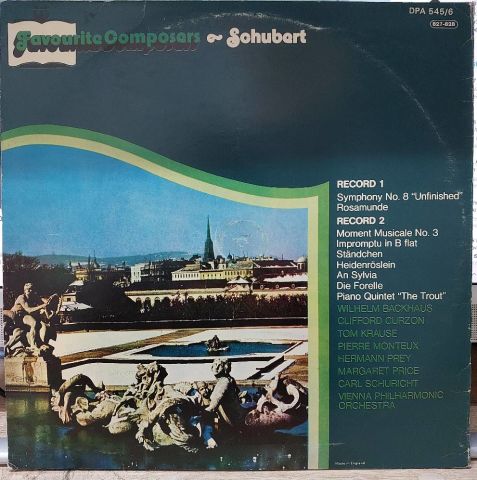 DPA 545/6
827-828
Favourite Composers ~ Schubert
RECORD 1
Symphony No. 8 "Unfinished"
Rosamunde
RECORD 2
Moment Musicale No. 3
Impromptu in B flat
Ständchen
Heidenröslein
An Sylvia
Die Forelle
Piano Quintet "The Trout"
WILHELM BACKHAUS
CLIFFORD CURZON
TOM KRAUSE
PIERRE MONTEUX
HERMANN PREY
MARGARET PRICE
CARL SCHURICHT
VIENNA PHILHARMONIC
ORCHESTRA
Made in England